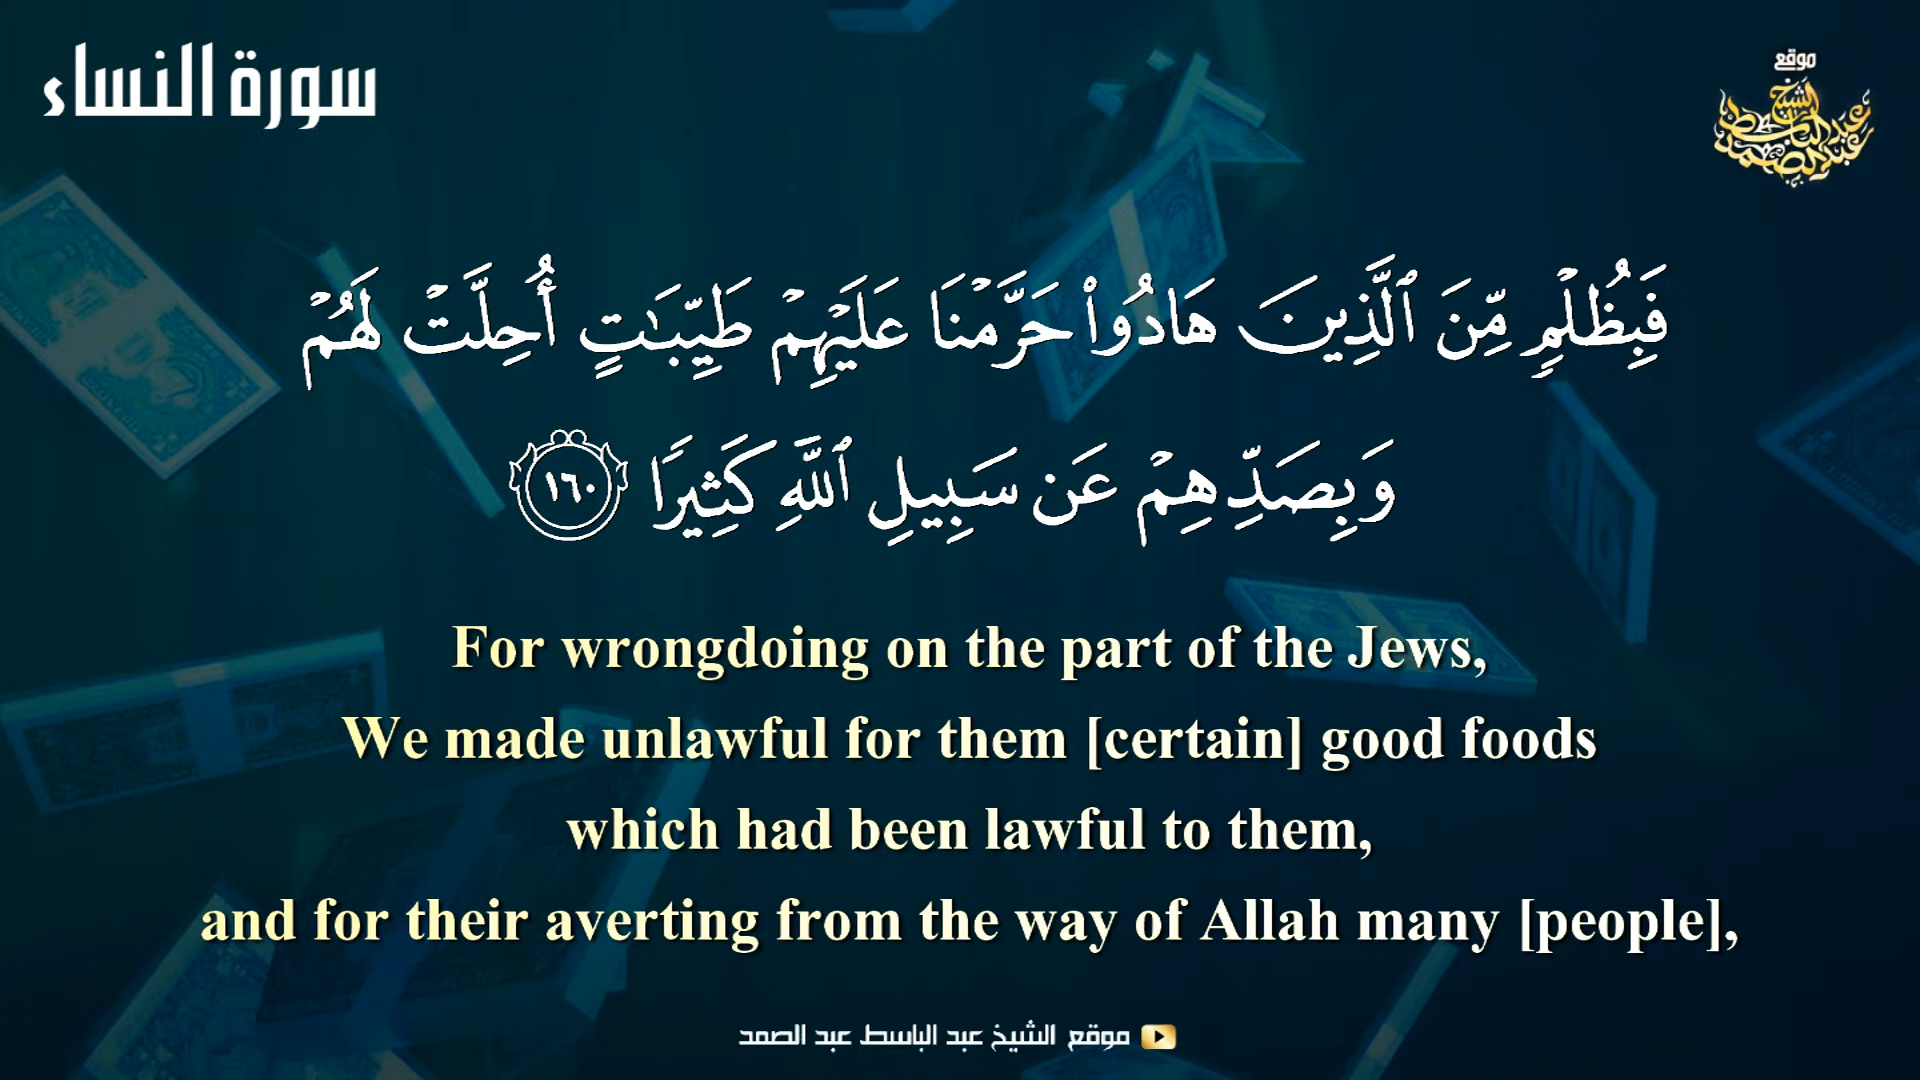 سورة النساء
موقع
الشيخ
عبد الباسط
عبد الصمد
فَبِظُلْمٍ مِّنَ ٱلَّذِينَ هَادُوا۟ حَرَّمْنَا عَلَيْهِمْ طَيِّبَـٰتٍ أُحِلَّتْ لَهُمْ
وَبِصَدِّهِمْ عَن سَبِيلِ ٱللَّهِ كَثِيرًا ١٦٠
For wrongdoing on the part of the Jews,
We made unlawful for them [certain] good foods
which had been lawful to them,
and for their averting from the way of Allah many [people],
موقع الشيخ عبد الباسط عبد الصمد